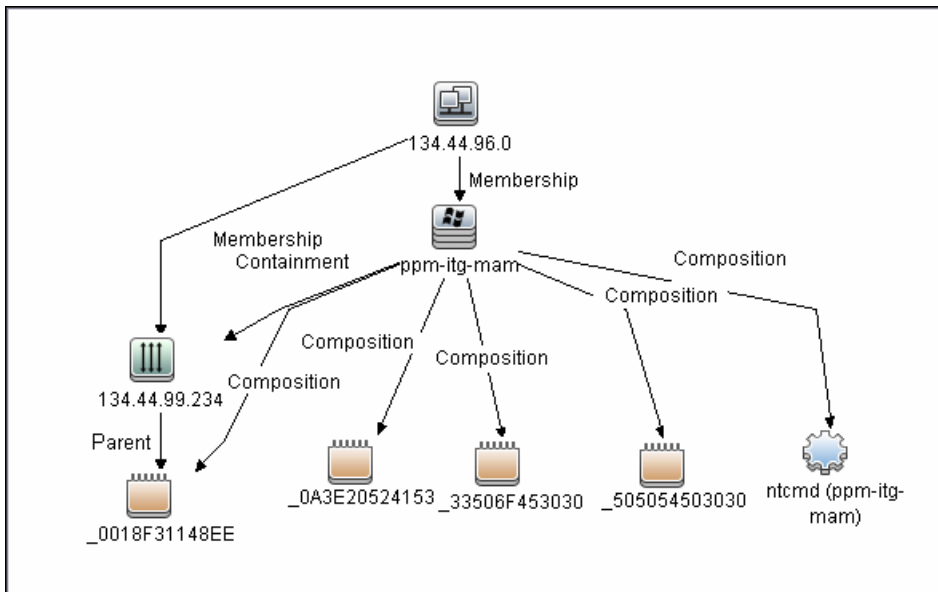 134.44.96.0
Membership
ppm-itg-mam
Membership
Containment
Composition
Composition
Composition
Composition
Composition
134.44.99.234
Parent
_0018F31148EE
_0A3E20524153
_33506F453030
_505054503030
ntcmd (ppm-itg-
mam)